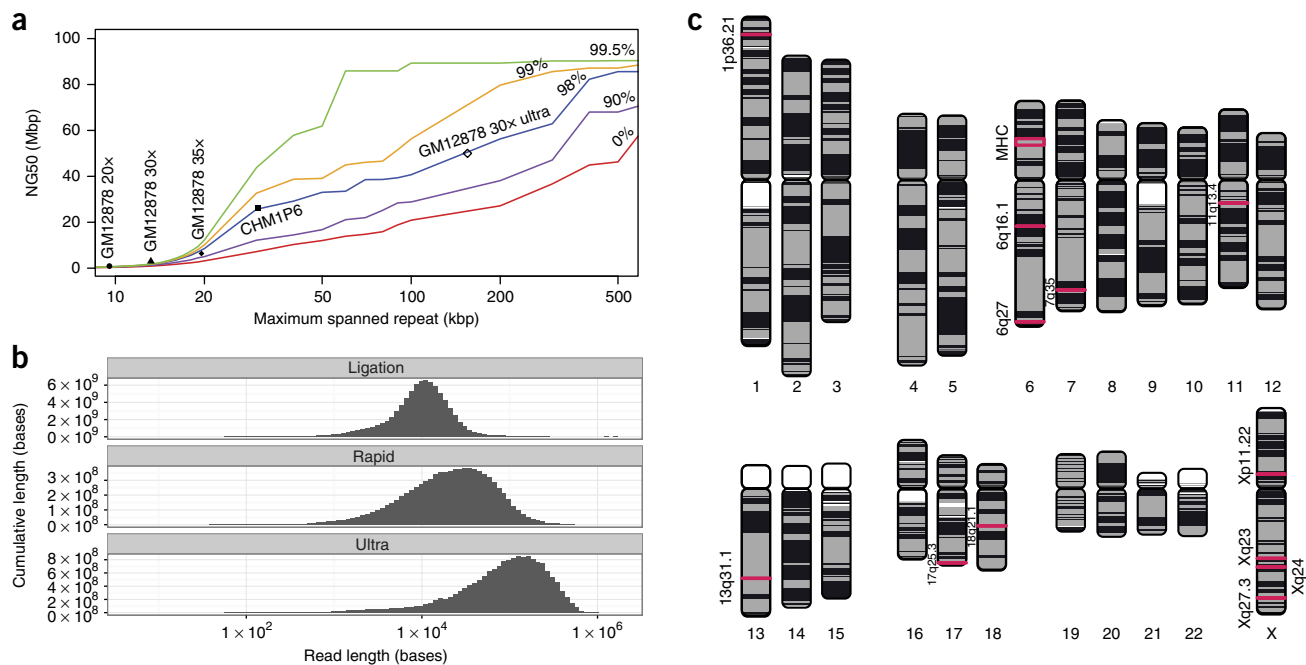 a
NG50 (Mbp)
100
80
60
40
20
0
GM12878 20×
GM12878 30×
GM12878 35×
CHM1P6
GM12878 30× ultra
99.5%
99%
98%
90%
0%
10 20 50 100 200 500
Maximum spanned repeat (kbp)
b
Cumulative length (bases)
Ligation
6 × 10⁹
4 × 10⁹
2 × 10⁹
0 × 10⁹
Rapid
3 × 10⁸
2 × 10⁸
1 × 10⁸
0 × 10⁸
Ultra
8 × 10⁸
6 × 10⁸
4 × 10⁸
2 × 10⁸
0 × 10⁸
1 × 10² 1 × 10⁴ 1 × 10⁶
Read length (bases)
c
1p36.21
MHC
6q16.1
6q27
7q35
11q13.4
1 2 3 4 5 6 7 8 9 10 11 12
13q31.1
17q25.3
18q21.1
Xp11.22
Xq23
Xq24
Xq27.3
13 14 15 16 17 18 19 20 21 22 X